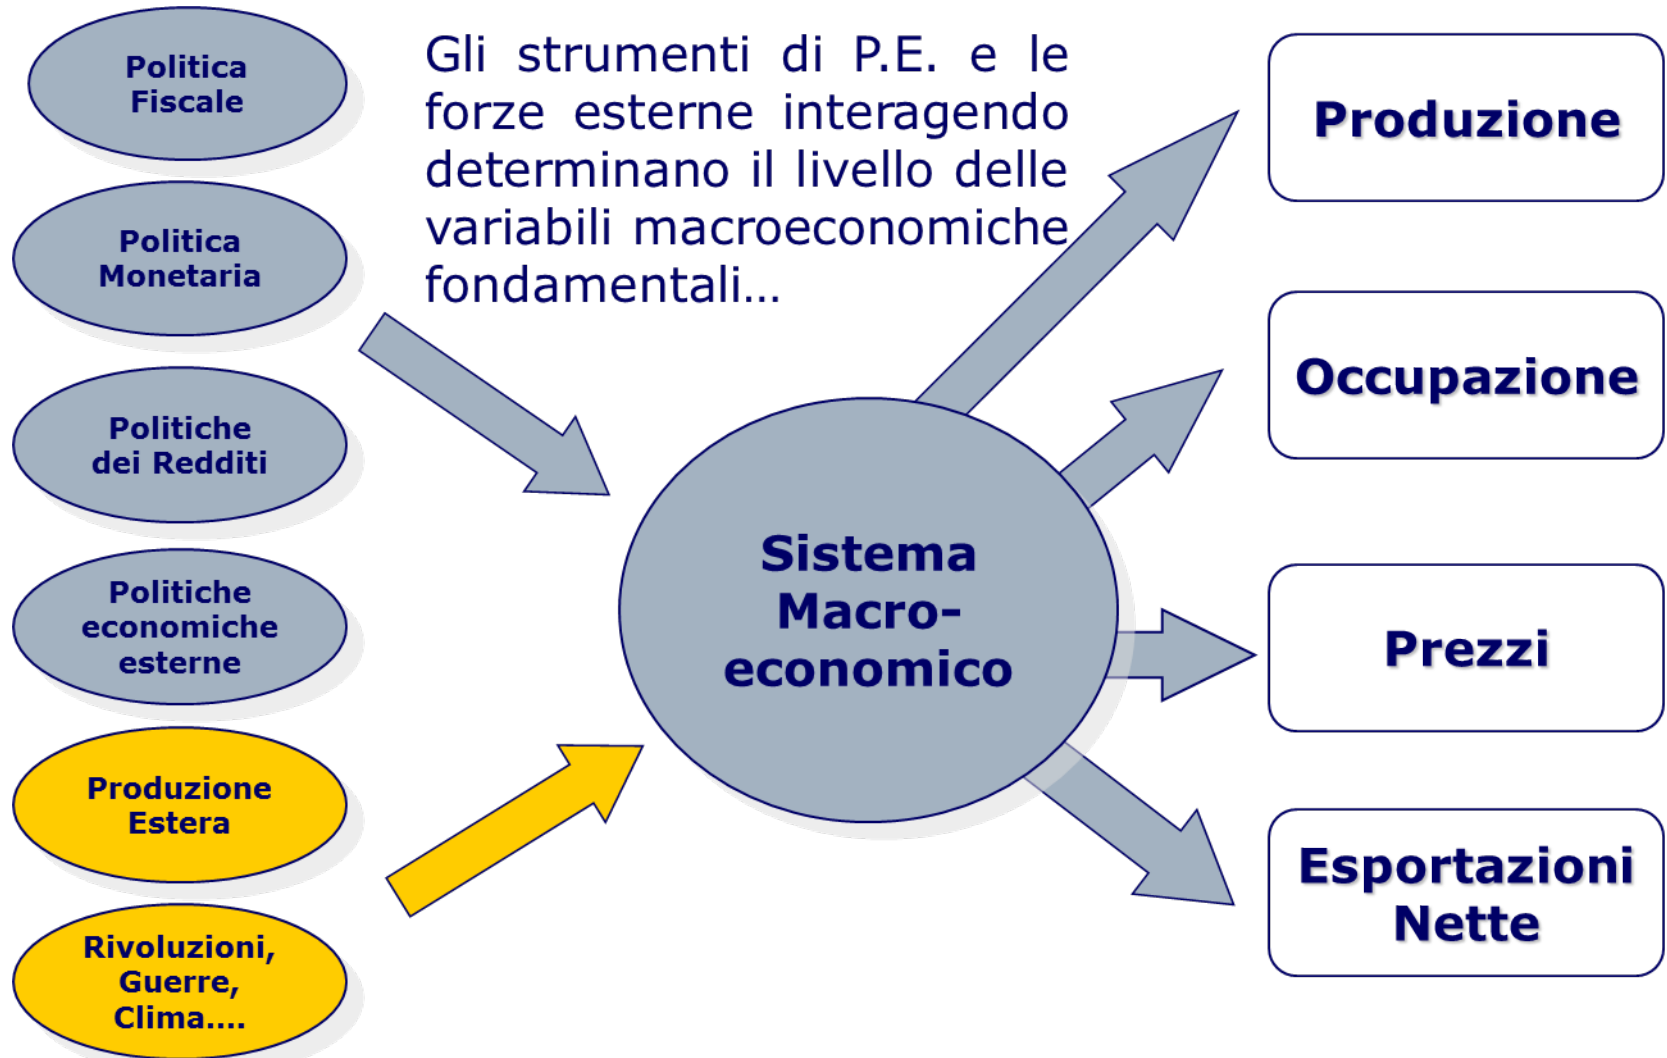 Politica
Fiscale
Politica
Monetaria
Politiche
dei Redditi
Politiche
economiche
esterne
Produzione
Estera
Rivoluzioni,
Guerre,
Clima....
Gli strumenti di P.E. e le
forze esterne interagendo
determinano il livello delle
variabili macroeconomiche
fondamentali…
Sistema
Macro-
economico
Produzione
Occupazione
Prezzi
Esportazioni
Nette